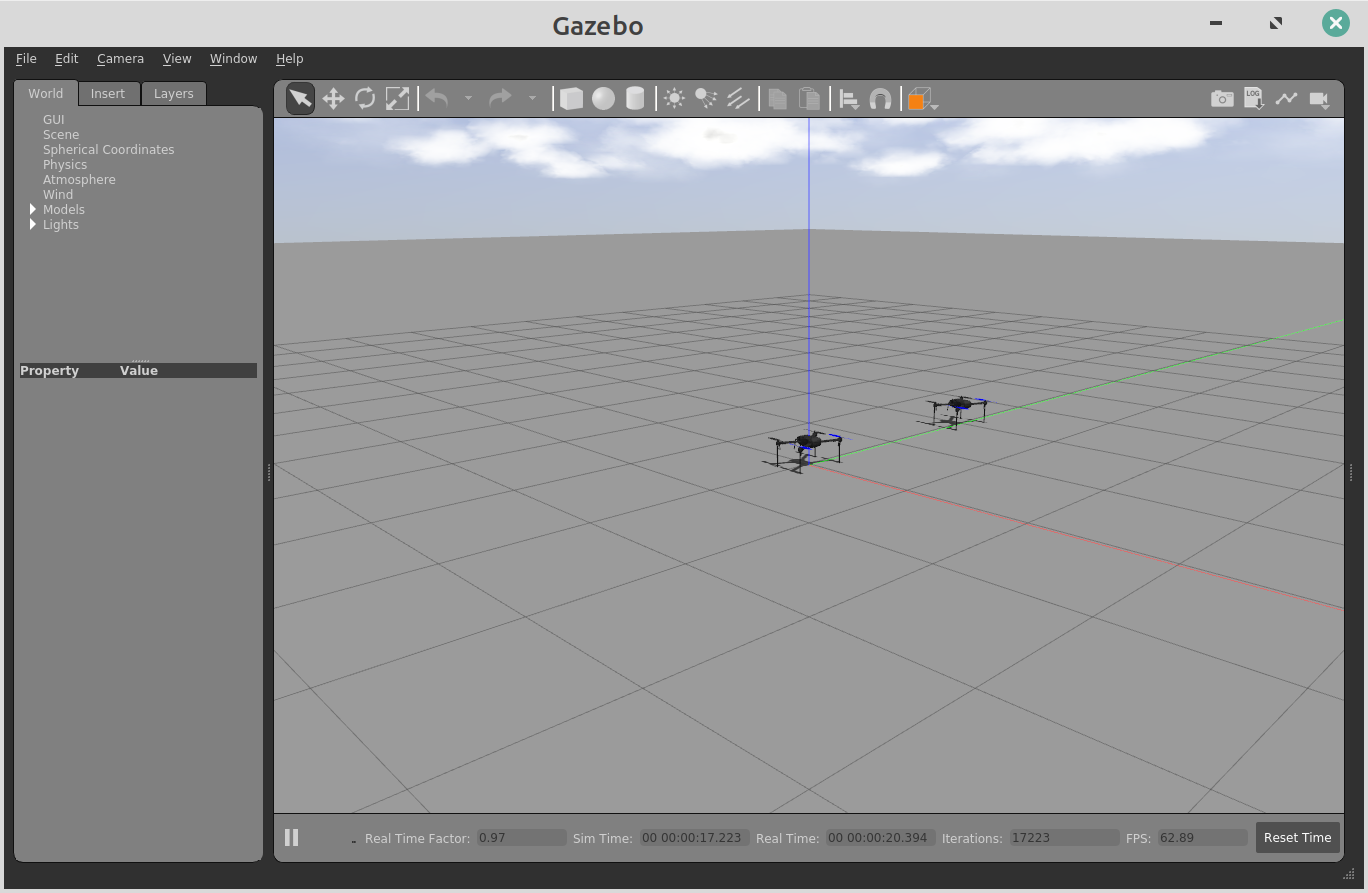 Gazebo
File Edit Camera View Window Help
World Insert Layers
LOG
GUI
Scene
Spherical Coordinates
Physics
Atmosphere
Wind
Models
Lights
Property Value
Real Time Factor: 0.97 Sim Time: 00 00:00:17.223 Real Time: 00 00:00:20.394 Iterations: 17223 FPS: 62.89 Reset Time